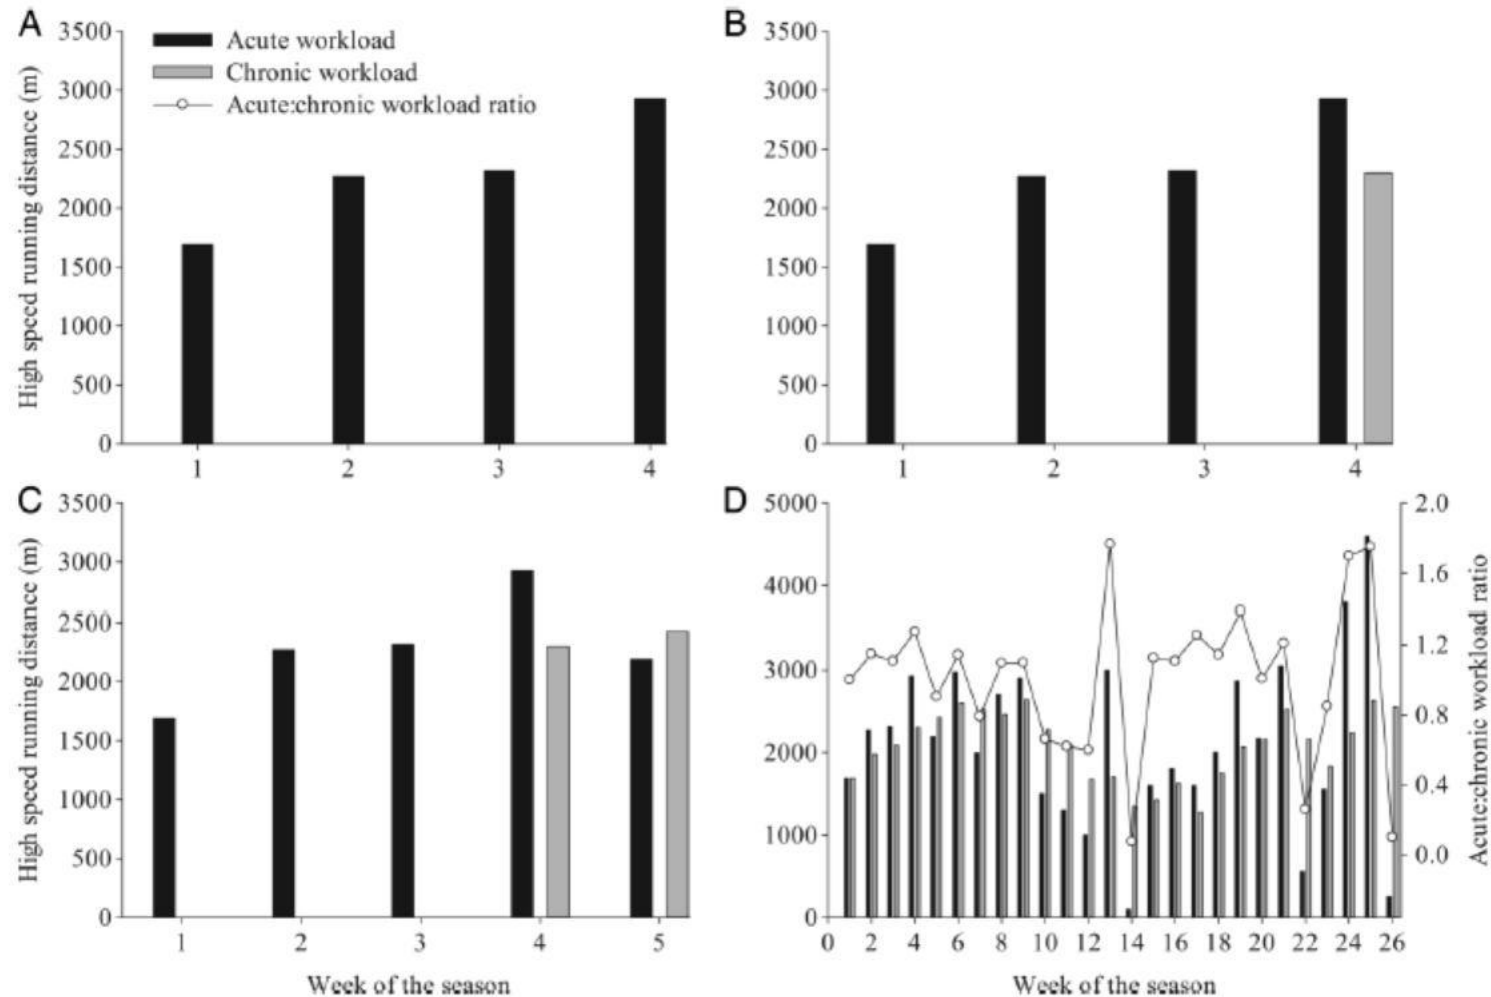 A
3500
3000
2500
2000
1500
1000
500
0
High speed running distance (m)
Acute workload
Chronic workload
Acute:chronic workload ratio
1 2 3 4
B
3500
3000
2500
2000
1500
1000
500
0
1 2 3 4
C
3500
3000
2500
2000
1500
1000
500
0
High speed running distance (m)
1 2 3 4 5
Week of the season
D
5000
4000
3000
2000
1000
0
2.0
1.6
1.2
0.8
0.4
0.0
Acute:chronic workload ratio
0 2 4 6 8 10 12 14 16 18 20 22 24 26
Week of the season